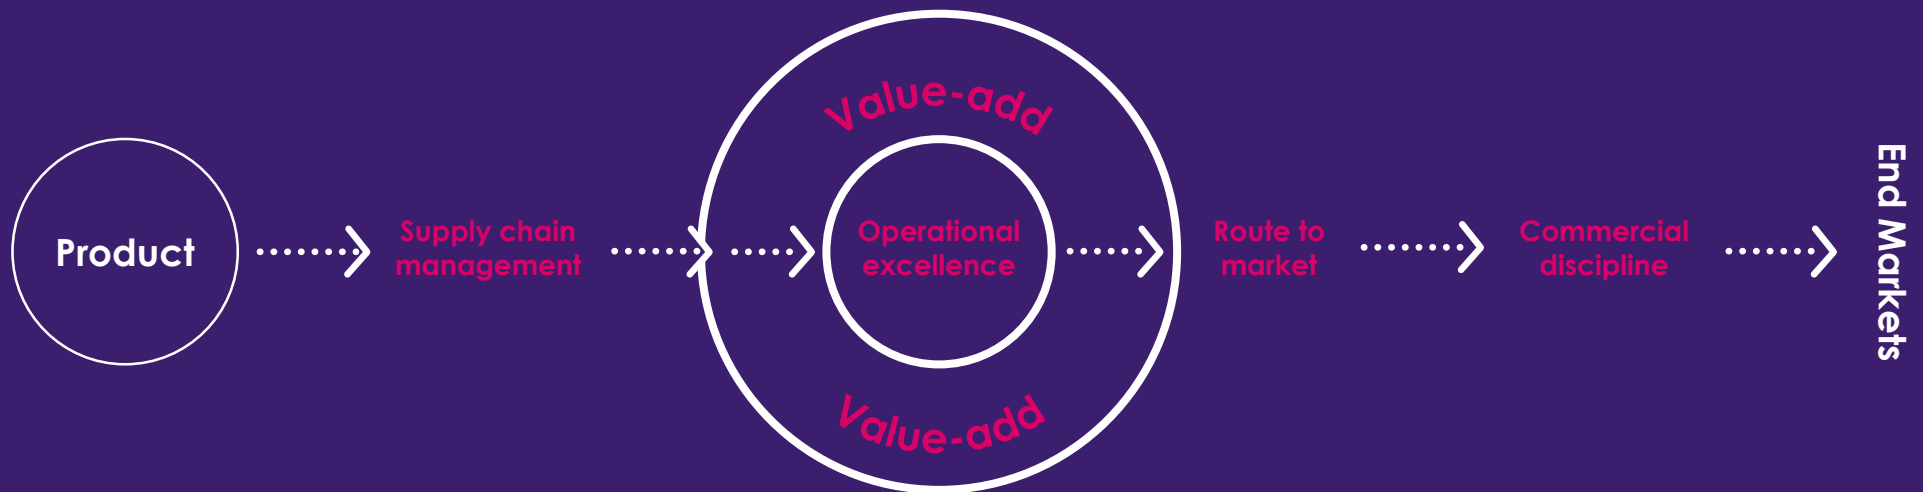 Product
Supply chain
management
Value-add
Operational
excellence
Value-add
Route to
market
Commercial
discipline
End Markets